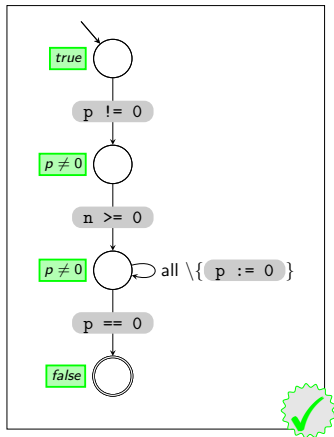 true
p != 0
p ≠ 0
n >= 0
p ≠ 0
all \{ p := 0 }
p == 0
false